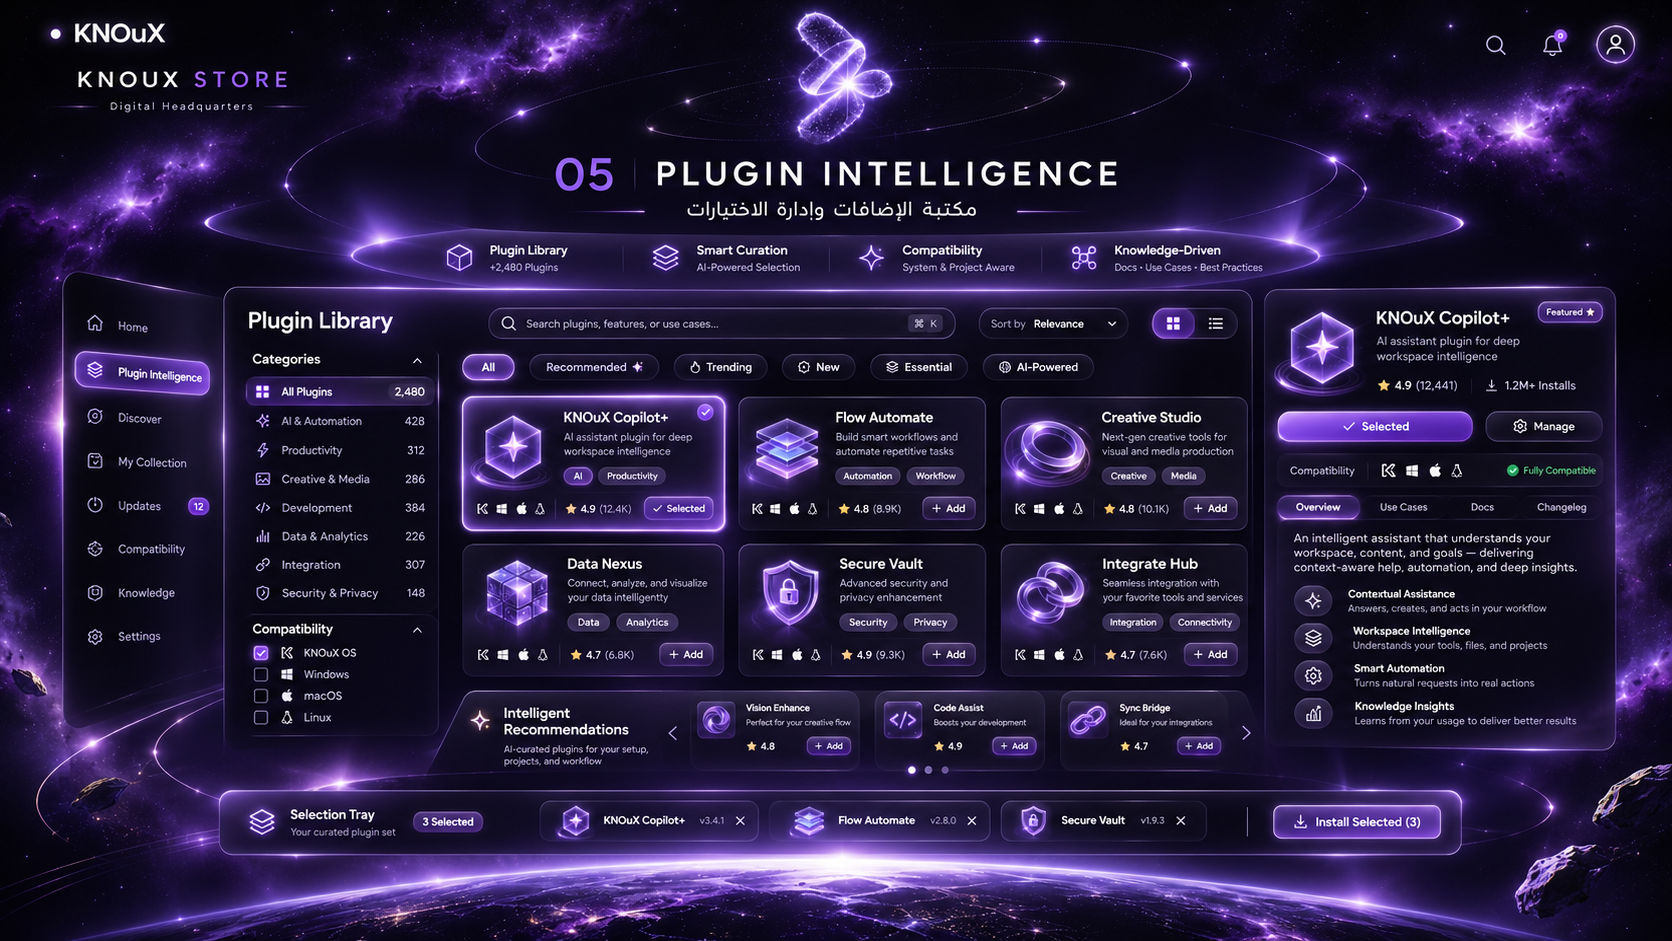 KNOuX
KNOUX STORE
Digital Headquarters
0
05 PLUGIN INTELLIGENCE
مكتبة الإضافات وإدارة الاختيارات
Plugin Library
+2,480 Plugins
Smart Curation
AI-Powered Selection
Compatibility
System & Project Aware
Knowledge-Driven
Docs • Use Cases • Best Practices
Home
Plugin Intelligence
Discover
My Collection
Updates 12
Compatibility
Knowledge
Settings
Plugin Library
Search plugins, features, or use cases... ⌘ K
Sort by Relevance
Categories
All Plugins 2,480
AI & Automation 428
Productivity 312
Creative & Media 286
Development 384
Data & Analytics 226
Integration 307
Security & Privacy 148
Compatibility
KNOuX OS
Windows
macOS
Linux
All Recommended Trending New Essential AI-Powered
KNOuX Copilot+
AI assistant plugin for deep
workspace intelligence
AI Productivity
4.9 (12.4K) Selected
Flow Automate
Build smart workflows and
automate repetitive tasks
Automation Workflow
4.8 (8.9K) + Add
Creative Studio
Next-gen creative tools for
visual and media production
Creative Media
4.8 (10.1K) + Add
Data Nexus
Connect, analyze, and visualize
your data intelligentty
Data Analytics
4.7 (6.8K) + Add
Secure Vault
Advanced security and
privacy enhancement
Security Privacy
4.9 (9.3K) + Add
Integrate Hub
Seamless integration with
your favorite tools and services
Integration Connectivity
4.7 (7.6K) + Add
Intelligent
Recommendations
AI-curated plugins for your setup,
projects, and workflow
Vision Enhance
Perfect for your creative flow
4.8 + Add
Code Assist
Boosts your development
4.9 + Add
Sync Bridge
Ideal for your integrations
4.7 + Add
KNOuX Copilot+
Featured
AI assistant plugin for deep
workspace intelligence
4.9 (12,441) 1.2M+ Installs
Selected Manage
Compatibility Fully Compatible
Overview Use Cases Docs Changelog
An intelligent assistant that understands your
workspace, content, and goals — delivering
context-aware help, automation, and deep insights.
Contextual Assistance
Answers, creates, and acts in your workflow
Workspace Intelligence
Understands your tools, files, and projects
Smart Automation
Turns natural requests into real actions
Knowledge Insights
Learns from your usage to deliver better results
Selection Tray
Your curated plugin set
3 Selected
KNOuX Copilot+ v3.4.1
Flow Automate v2.8.0
Secure Vault v1.9.3
Install Selected (3)